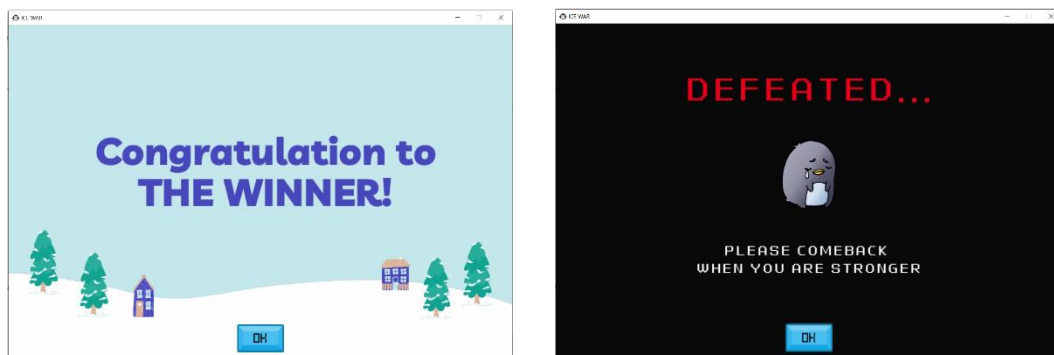 ICE WAR
Congratulation to
THE WINNER!
OK
ICE WAR
DEFEATED...
PLEASE COMEBACK
WHEN YOU ARE STRONGER
OK